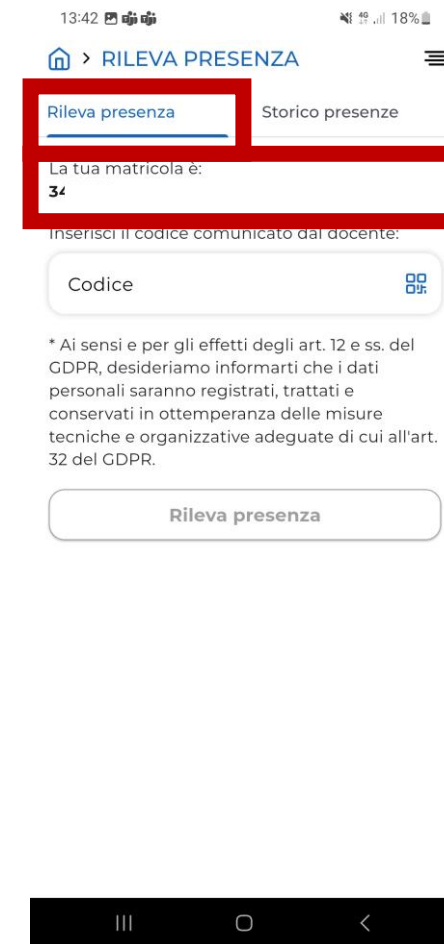 13:42 18%
> RILEVA PRESENZA
Rileva presenza Storico presenze
La tua matricola è:
34
Inserisci il codice comunicato dal docente:
Codice
* Ai sensi e per gli effetti degli art. 12 e ss. del
GDPR, desideriamo informarti che i dati
personali saranno registrati, trattati e
conservati in ottemperanza delle misure
tecniche e organizzative adeguate di cui all'art.
32 del GDPR.
Rileva presenza